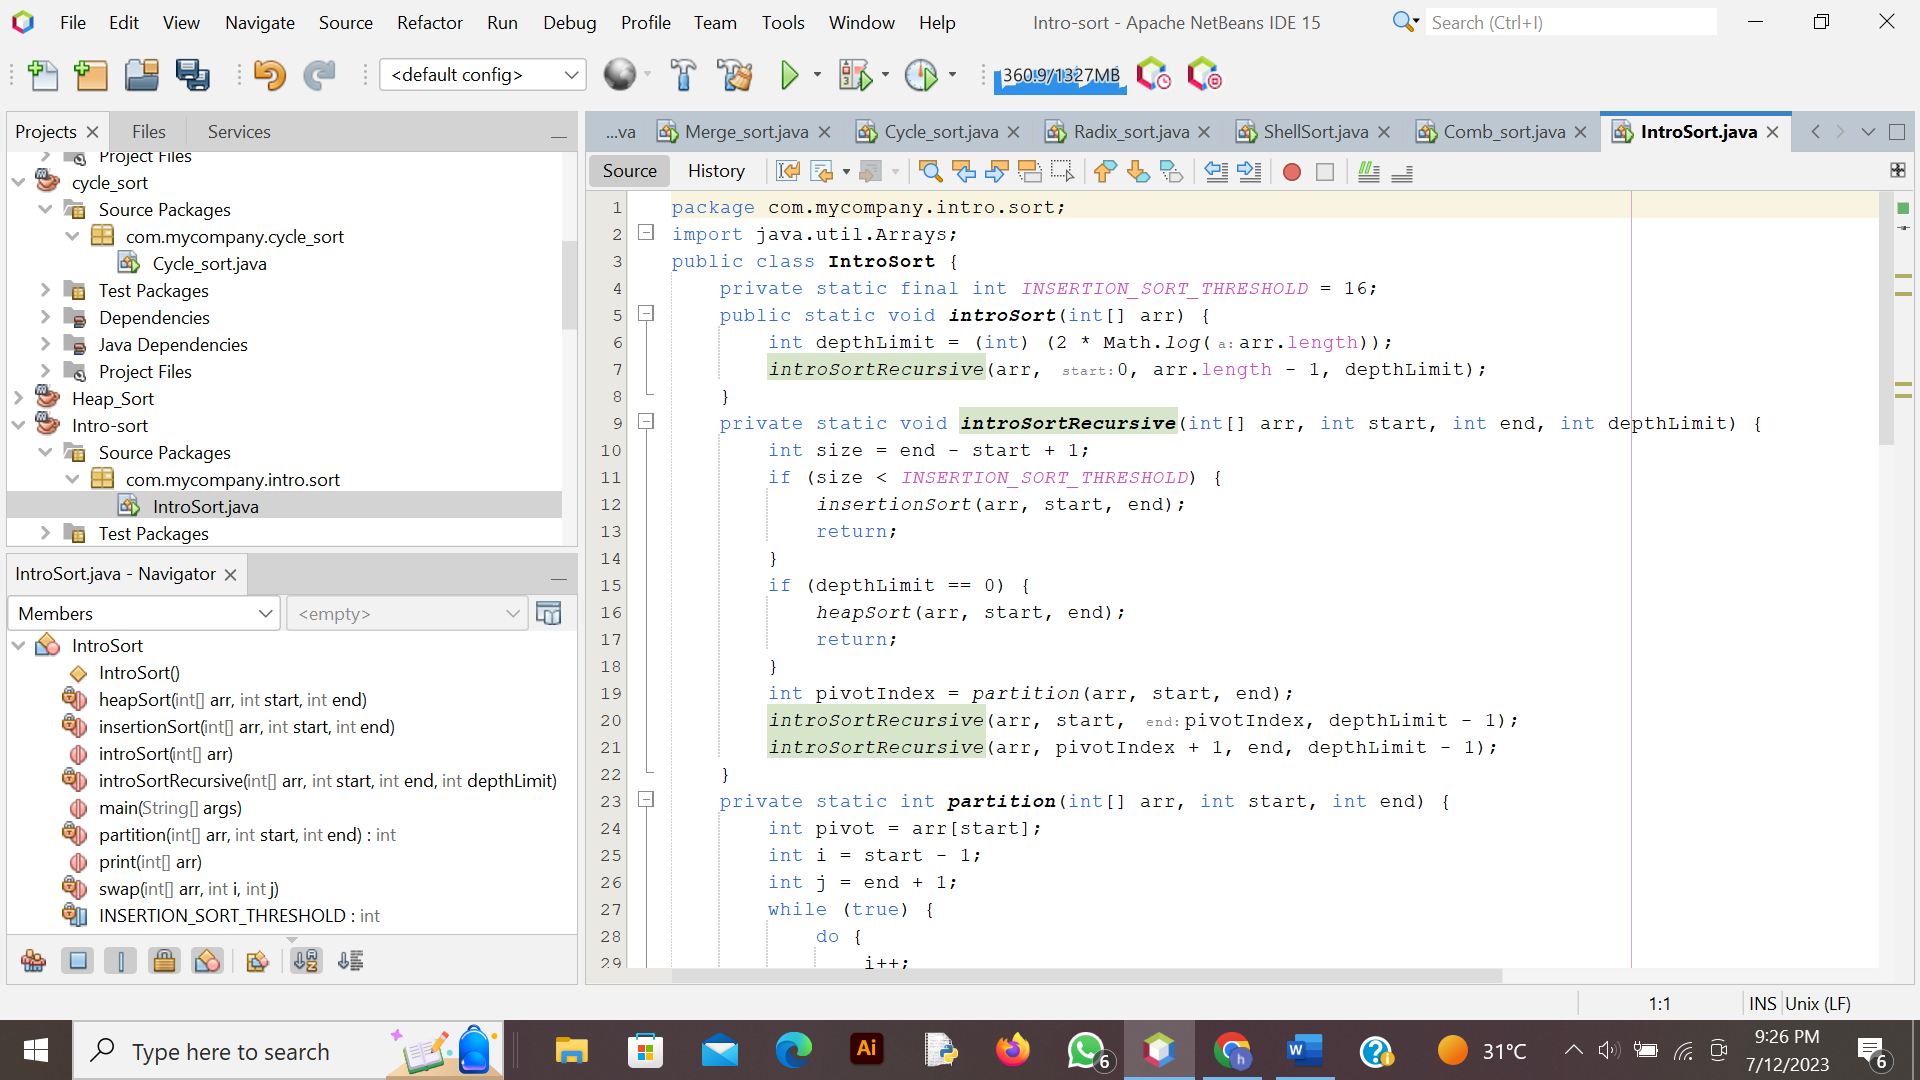 File Edit View Navigate Source Refactor Run Debug Profile Team Tools Window Help Intro-sort - Apache NetBeans IDE 15 Search (Ctrl+I)
<default config> 360.9/1327MB
Projects Files Services
Project Files
cycle_sort
Source Packages
com.mycompany.cycle_sort
Cycle_sort.java
Test Packages
Dependencies
Java Dependencies
Project Files
Heap_Sort
Intro-sort
Source Packages
com.mycompany.intro.sort
IntroSort.java
Test Packages
IntroSort.java - Navigator
Members <empty>
IntroSort
IntroSort()
heapSort(int[] arr, int start, int end)
insertionSort(int[] arr, int start, int end)
introSort(int[] arr)
introSortRecursive(int[] arr, int start, int end, int depthLimit)
main(String[] args)
partition(int[] arr, int start, int end) : int
print(int[] arr)
swap(int[] arr, int i, int j)
INSERTION_SORT_THRESHOLD : int
...va Merge_sort.java Cycle_sort.java Radix_sort.java ShellSort.java Comb_sort.java IntroSort.java
Source History
1 package com.mycompany.intro.sort;
2 import java.util.Arrays;
3 public class IntroSort {
4 private static final int INSERTION_SORT_THRESHOLD = 16;
5 public static void introSort(int[] arr) {
6 int depthLimit = (int) (2 * Math.log( a: arr.length));
7 introSortRecursive(arr, start: 0, arr.length - 1, depthLimit);
8 }
9 private static void introSortRecursive(int[] arr, int start, int end, int depthLimit) {
10 int size = end - start + 1;
11 if (size < INSERTION_SORT_THRESHOLD) {
12 insertionSort(arr, start, end);
13 return;
14 }
15 if (depthLimit == 0) {
16 heapSort(arr, start, end);
17 return;
18 }
19 int pivotIndex = partition(arr, start, end);
20 introSortRecursive(arr, start, end: pivotIndex, depthLimit - 1);
21 introSortRecursive(arr, pivotIndex + 1, end, depthLimit - 1);
22 }
23 private static int partition(int[] arr, int start, int end) {
24 int pivot = arr[start];
25 int i = start - 1;
26 int j = end + 1;
27 while (true) {
28 do {
29 i++;
1:1 INS Unix (LF)
Type here to search Ai 6 h W 31°C 9:26 PM
7/12/2023 6